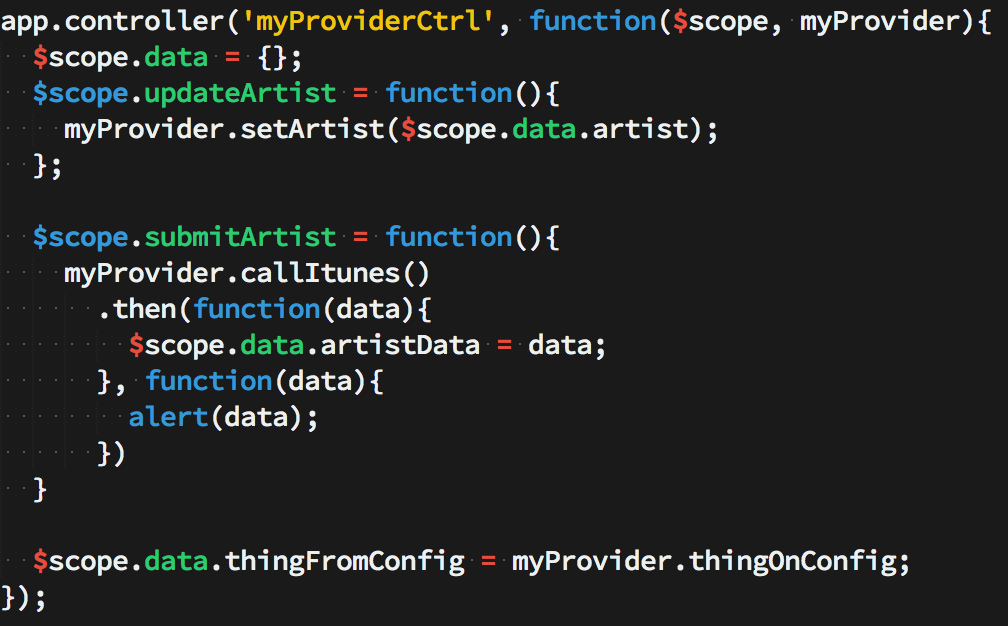 app.controller('myProviderCtrl', function($scope, myProvider){
  $scope.data = {};
  $scope.updateArtist = function(){
    myProvider.setArtist($scope.data.artist);
  };

  $scope.submitArtist = function(){
    myProvider.callItunes()
      .then(function(data){
        $scope.data.artistData = data;
      }, function(data){
        alert(data);
      })
  }

  $scope.data.thingFromConfig = myProvider.thingOnConfig;
});